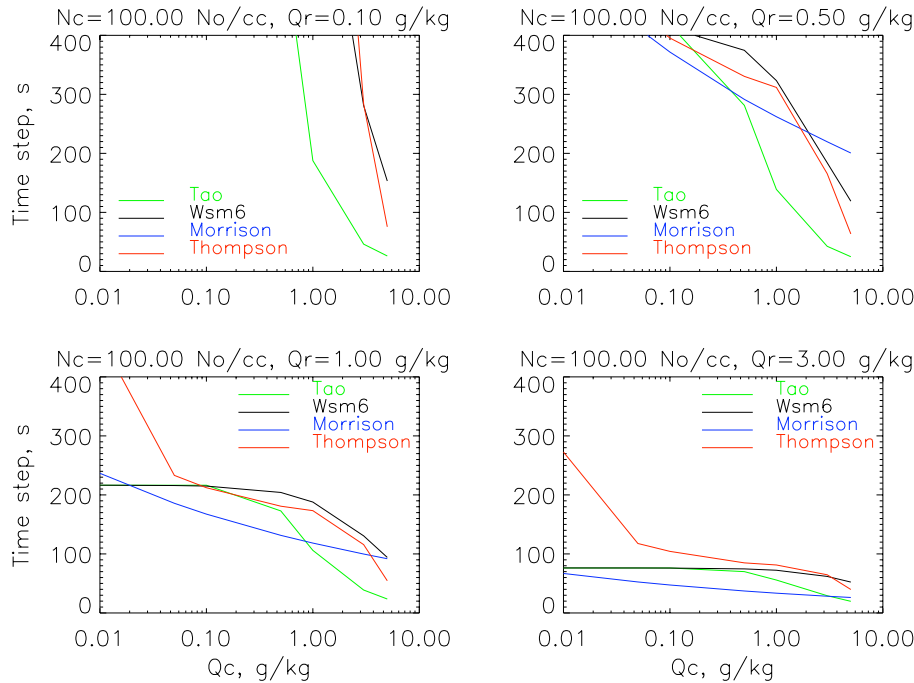 Nc=100.00 No/cc, Qr=0.10 g/kg
400
300
200
100
0
Time step, s
Tao
Wsm6
Morrison
Thompson
0.01 0.10 1.00 10.00
Nc=100.00 No/cc, Qr=0.50 g/kg
400
300
200
100
0
Tao
Wsm6
Morrison
Thompson
0.01 0.10 1.00 10.00
Nc=100.00 No/cc, Qr=1.00 g/kg
400
300
200
100
0
Time step, s
Tao
Wsm6
Morrison
Thompson
0.01 0.10 1.00 10.00
Qc, g/kg
Nc=100.00 No/cc, Qr=3.00 g/kg
400
300
200
100
0
Tao
Wsm6
Morrison
Thompson
0.01 0.10 1.00 10.00
Qc, g/kg